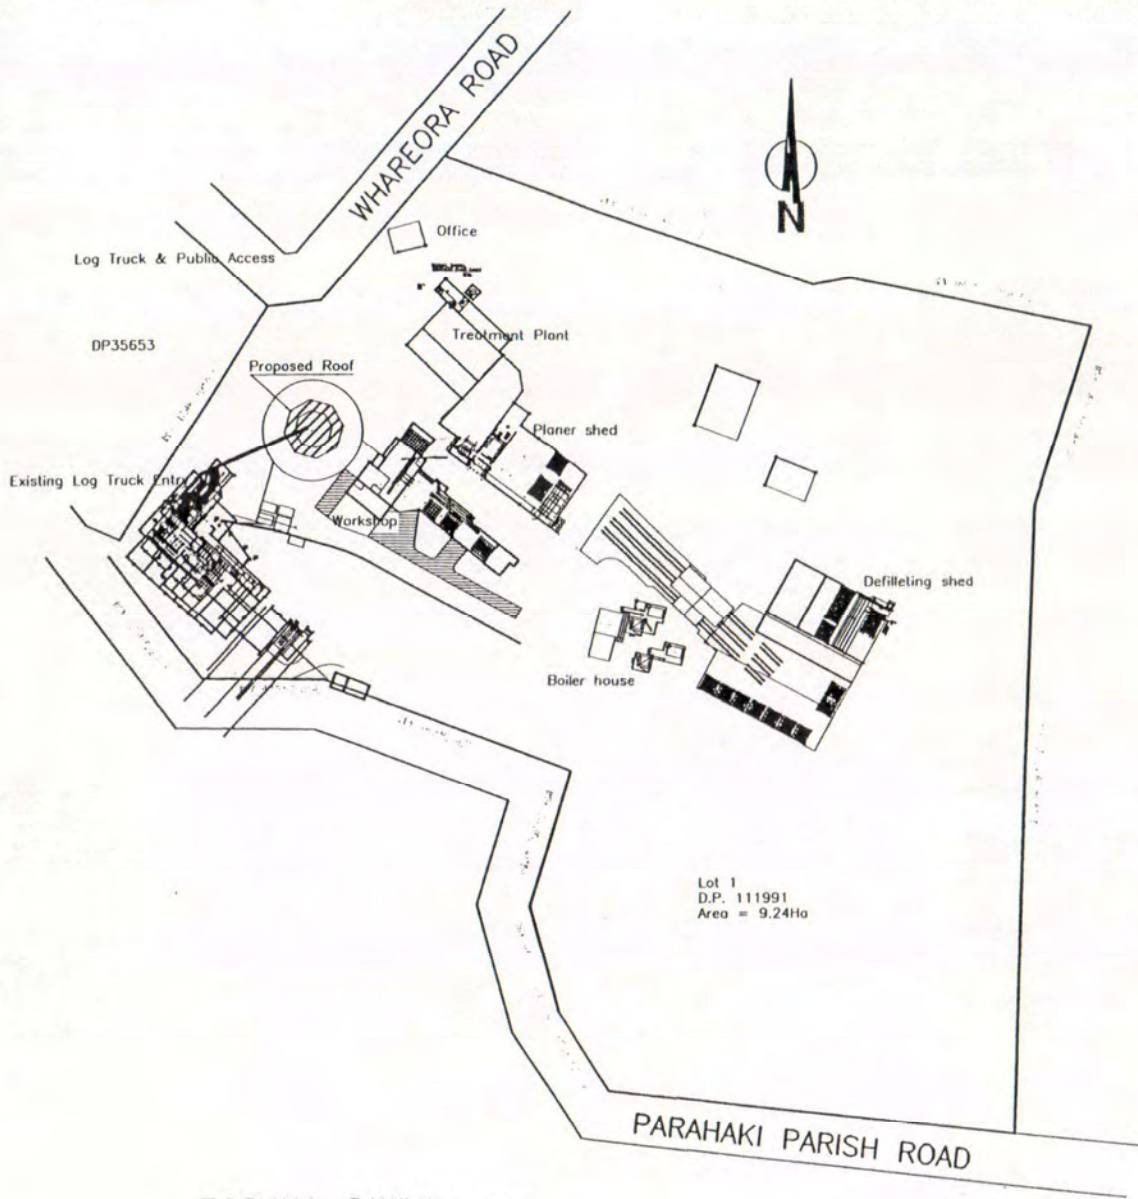 WHAREORA ROAD
N
Office
Log Truck & Public Access
DP35653
Treatment Plant
Proposed Roof
Planer shed
Existing Log Truck Entry
Workshop
Defilleting shed
Boiler house
Lot 1
D.P. 111991
Area = 9.24Ha
PARAHAKI PARISH ROAD